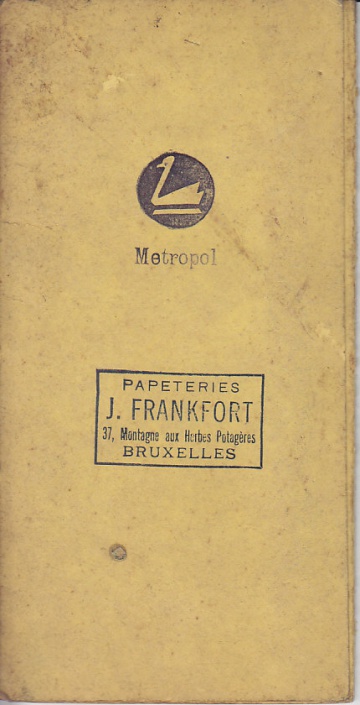 Metropol
PAPETERIES
J. FRANKFORT
37, Montagne aux Herbes Potagères
BRUXELLES